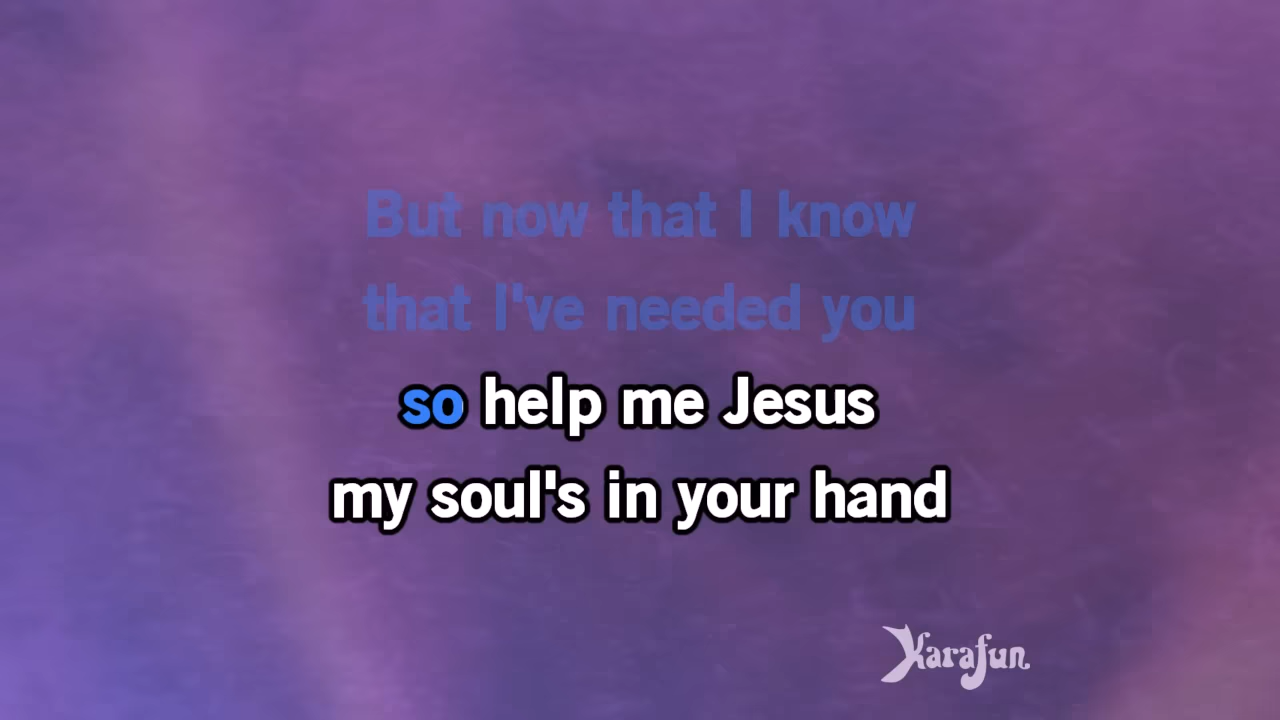 But now that I know
that I've needed you
so help me Jesus
my soul's in your hand
Karafun